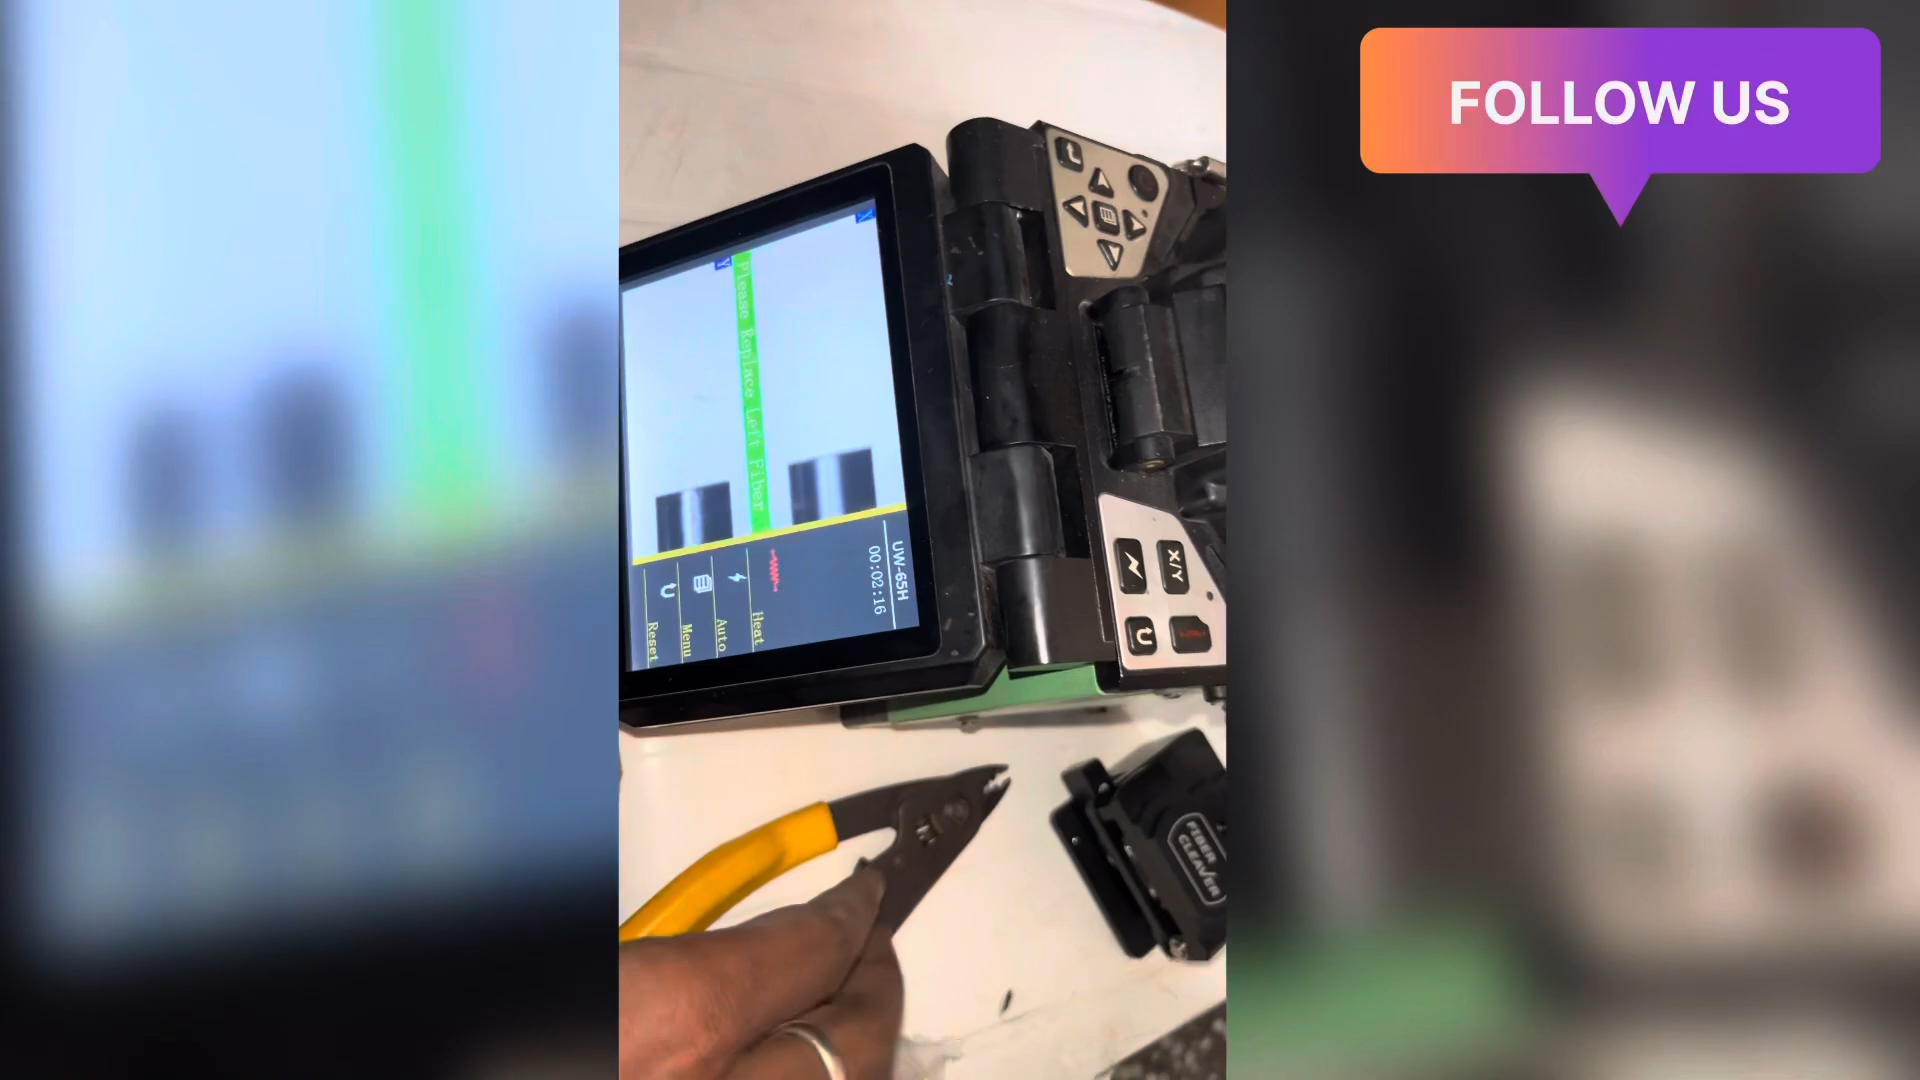 FOLLOW US
X
Y
Please Replace Left Fiber
UW-65H
00:02:16
Heat
Auto
Menu
Reset
X/Y
FIBER
CLEAVER